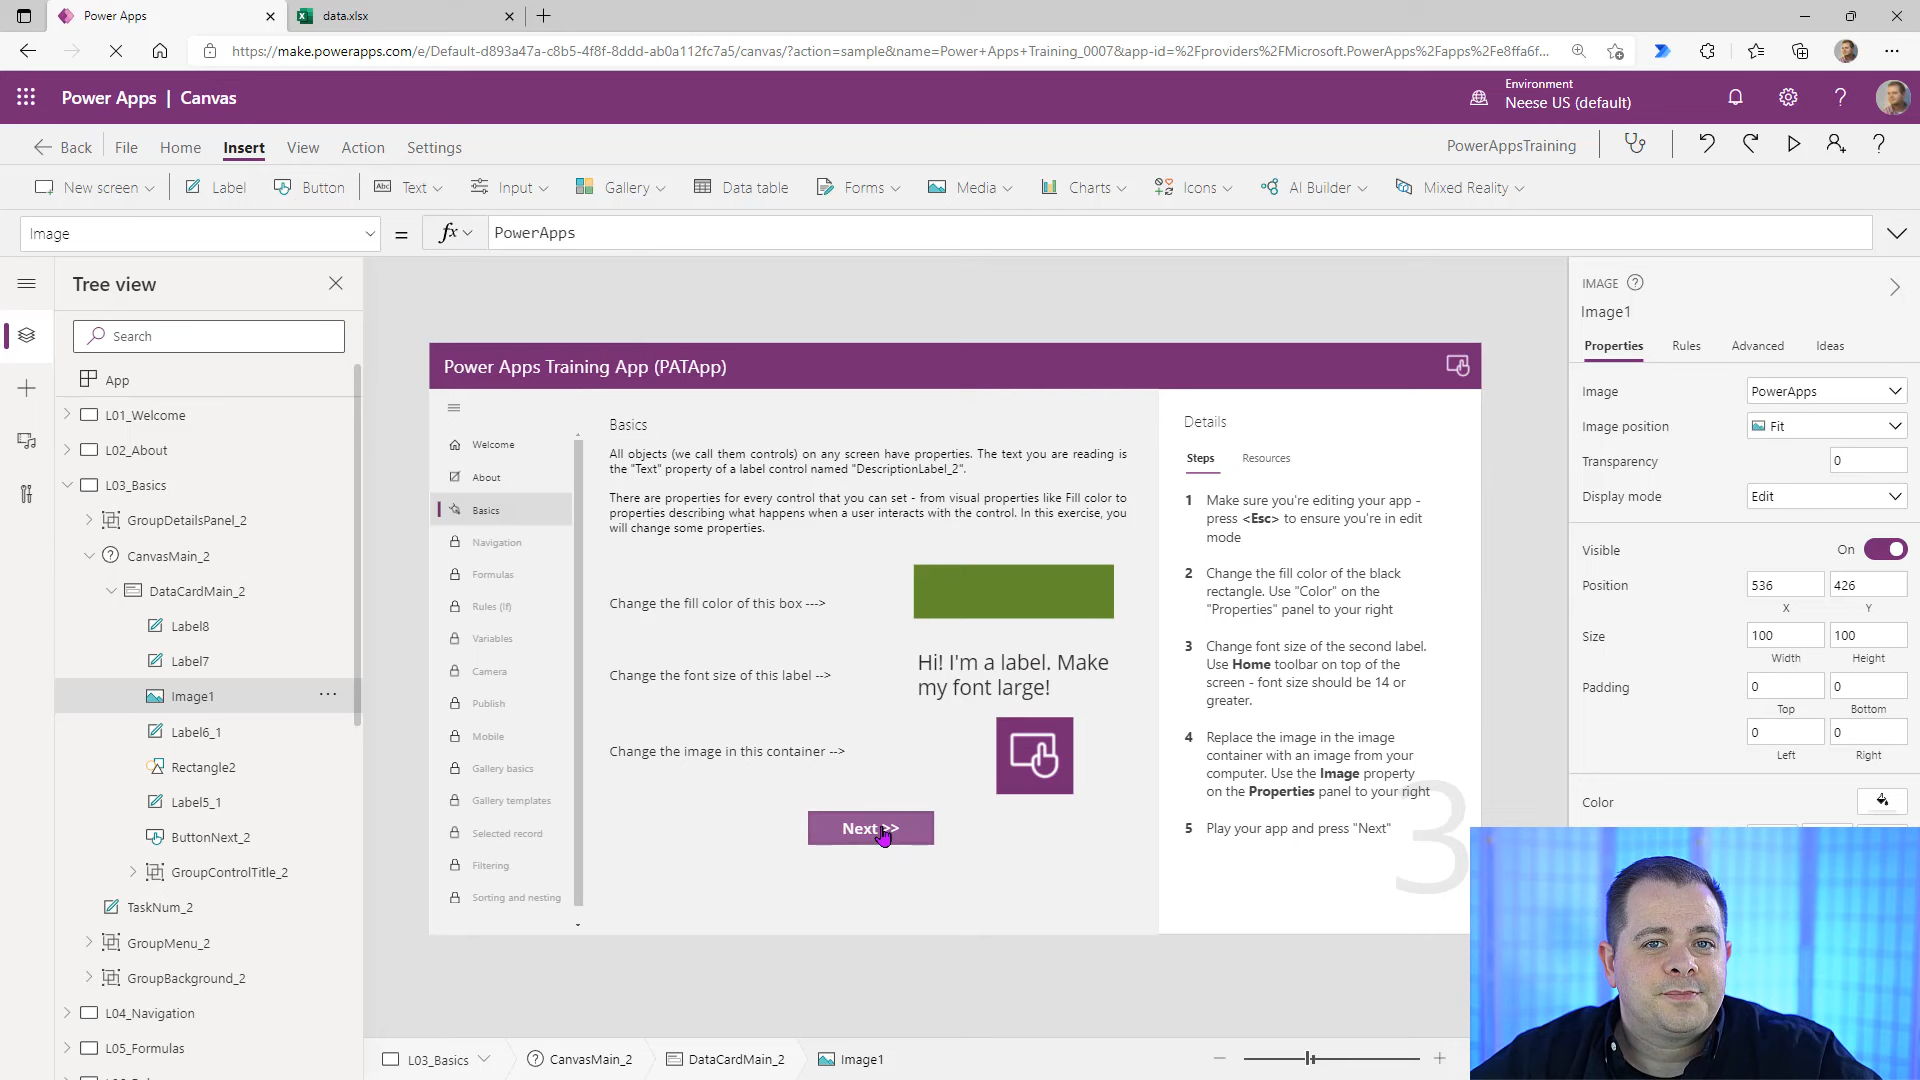 Power Apps
data.xlsx
https://make.powerapps.com/e/Default-d893a47a-c8b5-4f8f-8ddd-ab0a112fc7a5/canvas/?action=sample&name=Power+Apps+Training_0007&app-id=%2Fproviders%2FMicrosoft.PowerApps%2Fapps%2Fe8ffa6f...
Power Apps | Canvas
Environment
Neese US (default)
Back
File
Home
Insert
View
Action
Settings
PowerAppsTraining
New screen
Label
Button
Abc
Text
Input
Gallery
Data table
Forms
Media
Charts
Icons
AI Builder
Mixed Reality
Image
=
fx
PowerApps
Tree view
Search
App
L01_Welcome
L02_About
L03_Basics
GroupDetailsPanel_2
CanvasMain_2
DataCardMain_2
Label8
Label7
Image1
Label6_1
Rectangle2
Label5_1
ButtonNext_2
GroupControlTitle_2
TaskNum_2
GroupMenu_2
GroupBackground_2
L04_Navigation
L05_Formulas
Power Apps Training App (PATApp)
Welcome
About
Basics
Navigation
Formulas
Rules (If)
Variables
Camera
Publish
Mobile
Gallery basics
Gallery templates
Selected record
Filtering
Sorting and nesting
Basics
All objects (we call them controls) on any screen have properties. The text you are reading is
the "Text" property of a label control named "DescriptionLabel_2".
There are properties for every control that you can set - from visual properties like Fill color to
properties describing what happens when a user interacts with the control. In this exercise, you
will change some properties.
Change the fill color of this box --->
Change the font size of this label -->
Hi! I'm a label. Make
my font large!
Change the image in this container -->
Next >>
Details
Steps
Resources
1 Make sure you're editing your app -
press <Esc> to ensure you're in edit
mode
2 Change the fill color of the black
rectangle. Use "Color" on the
"Properties" panel to your right
3 Change font size of the second label.
Use Home toolbar on top of the
screen - font size should be 14 or
greater.
4 Replace the image in the image
container with an image from your
computer. Use the Image property
on the Properties panel to your right
5 Play your app and press "Next"
3
IMAGE
Image1
Properties
Rules
Advanced
Ideas
Image
PowerApps
Image position
Fit
Transparency
0
Display mode
Edit
Visible
On
Position
536
426
X
Y
Size
100
100
Width
Height
Padding
0
0
Top
Bottom
0
0
Left
Right
Color
L03_Basics
CanvasMain_2
DataCardMain_2
Image1